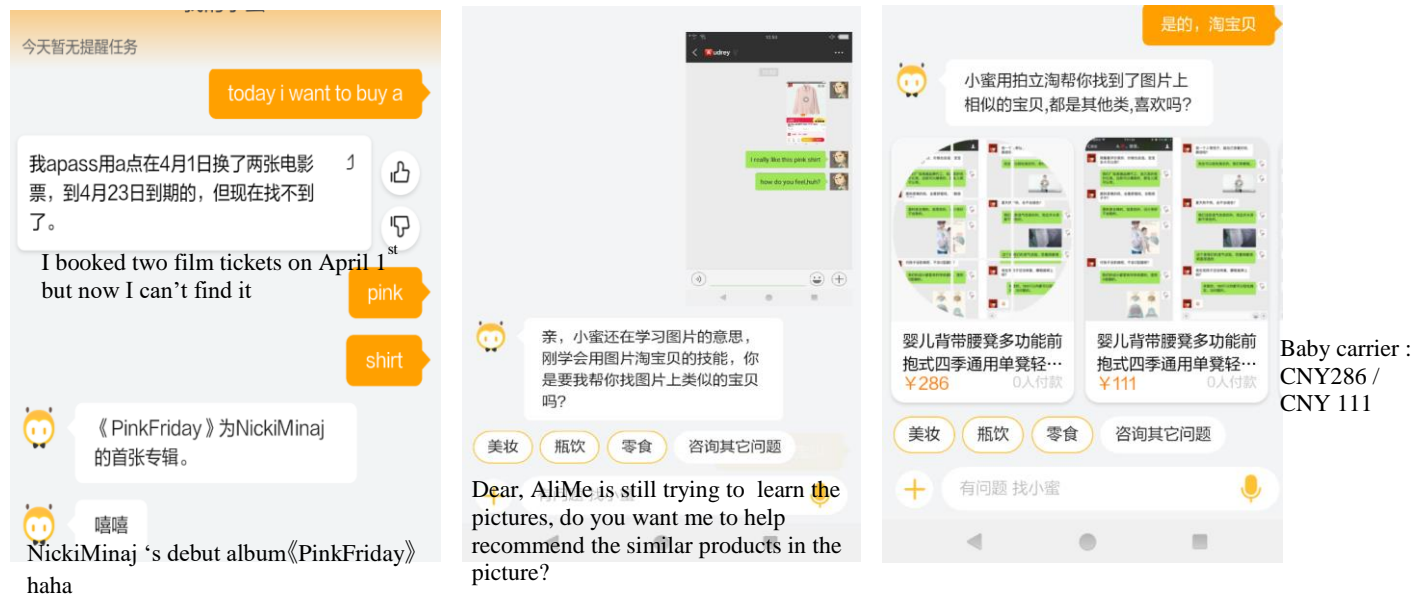 今天暂无提醒任务
today i want to buy a
我apass用a点在4月1日换了两张电影
票，到4月23日到期的，但现在找不到
了。
I booked two film tickets on April 1st
but now I can't find it
pink
shirt
《PinkFriday》为NickiMinaj
的首张专辑。
嘻嘻
NickiMinaj ‘s debut album《PinkFriday》
haha
udrey
I really like this pink shirt
how do you feel,huh?
亲，小蜜还在学习图片的意思，
刚学会用图片淘宝贝的技能，你
是要我帮你找图片上类似的宝贝
吗?
美妆
瓶饮
零食
咨询其它问题
有问题 找小蜜
Dear, AliMe is still trying to learn the
pictures, do you want me to help
recommend the similar products in the
picture?
是的，淘宝贝
小蜜用拍立淘帮你找到了图片上
相似的宝贝,都是其他类,喜欢吗?
婴儿背带腰凳多功能前
抱式四季通用单凳轻…
￥286
0人付款
婴儿背带腰凳多功能前
抱式四季通用单凳轻…
￥111
0人付款
美妆
瓶饮
零食
咨询其它问题
有问题 找小蜜
Baby carrier :
CNY286 /
CNY 111